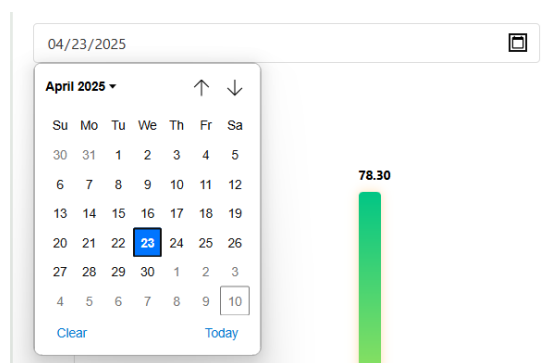 04/23/2025
April 2025
Su Mo Tu We Th Fr Sa
30 31 1 2 3 4 5
6 7 8 9 10 11 12
13 14 15 16 17 18 19
20 21 22 23 24 25 26
27 28 29 30 1 2 3
4 5 6 7 8 9 10
Clear Today
78.30